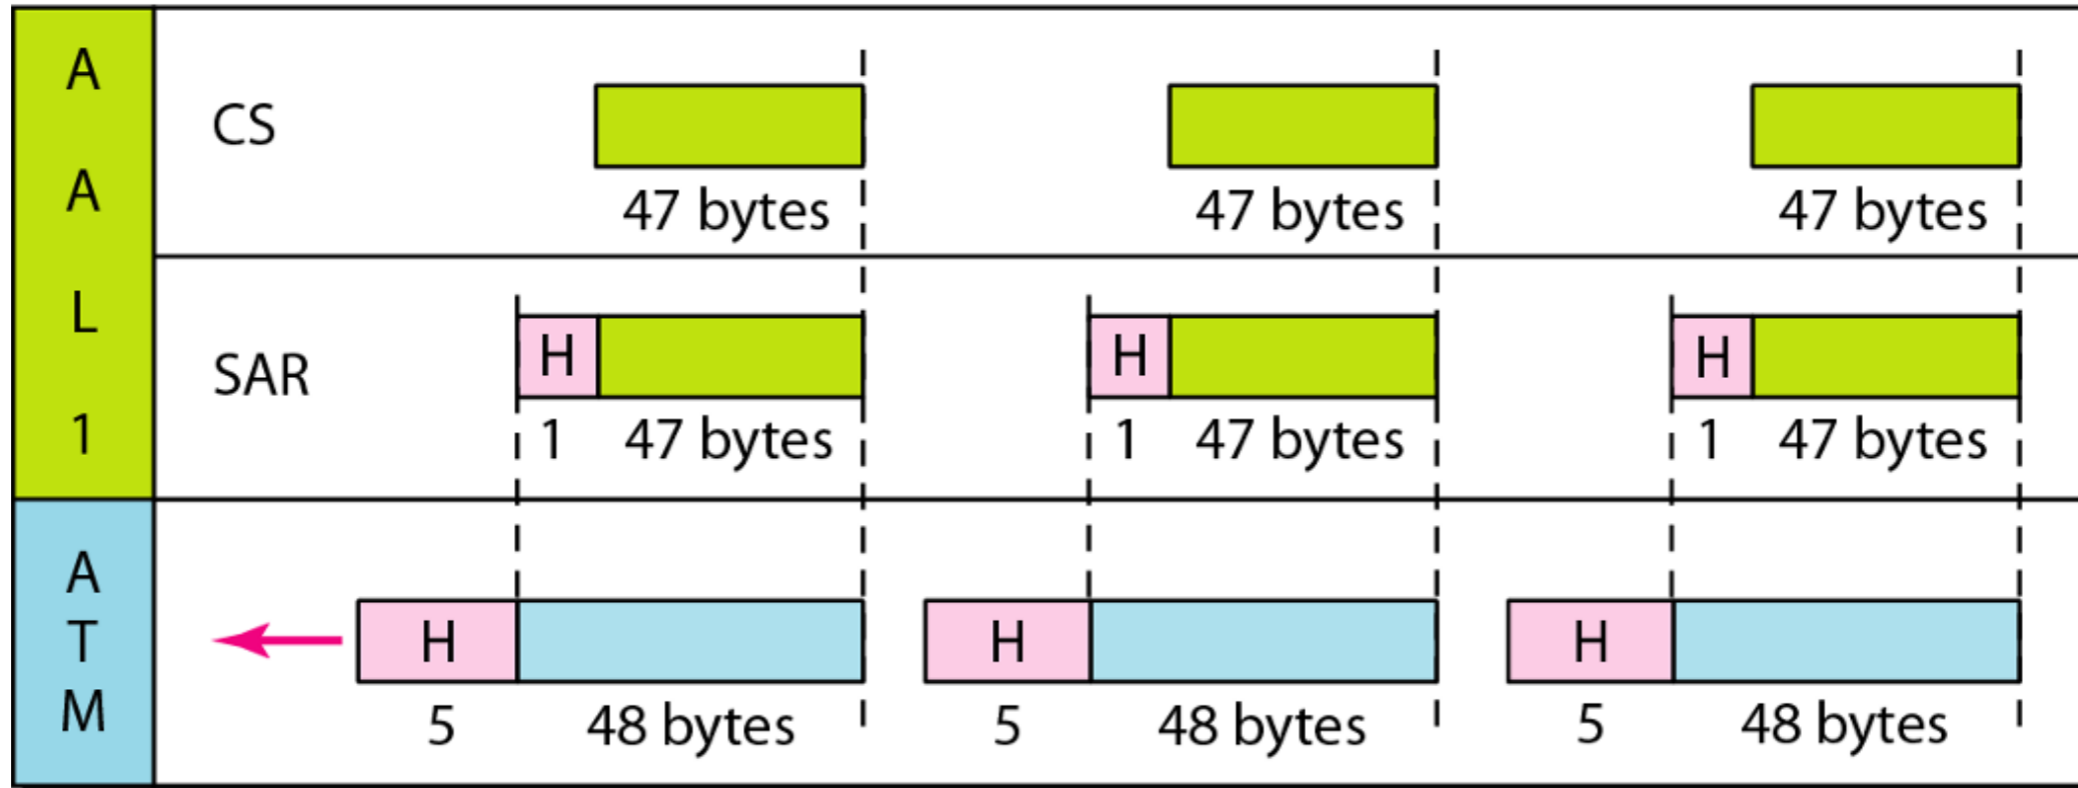 A
A
L
1
CS
47 bytes 47 bytes 47 bytes
SAR
H H H
1 47 bytes 1 47 bytes 1 47 bytes
A
T
M
H H H
5 48 bytes 5 48 bytes 5 48 bytes